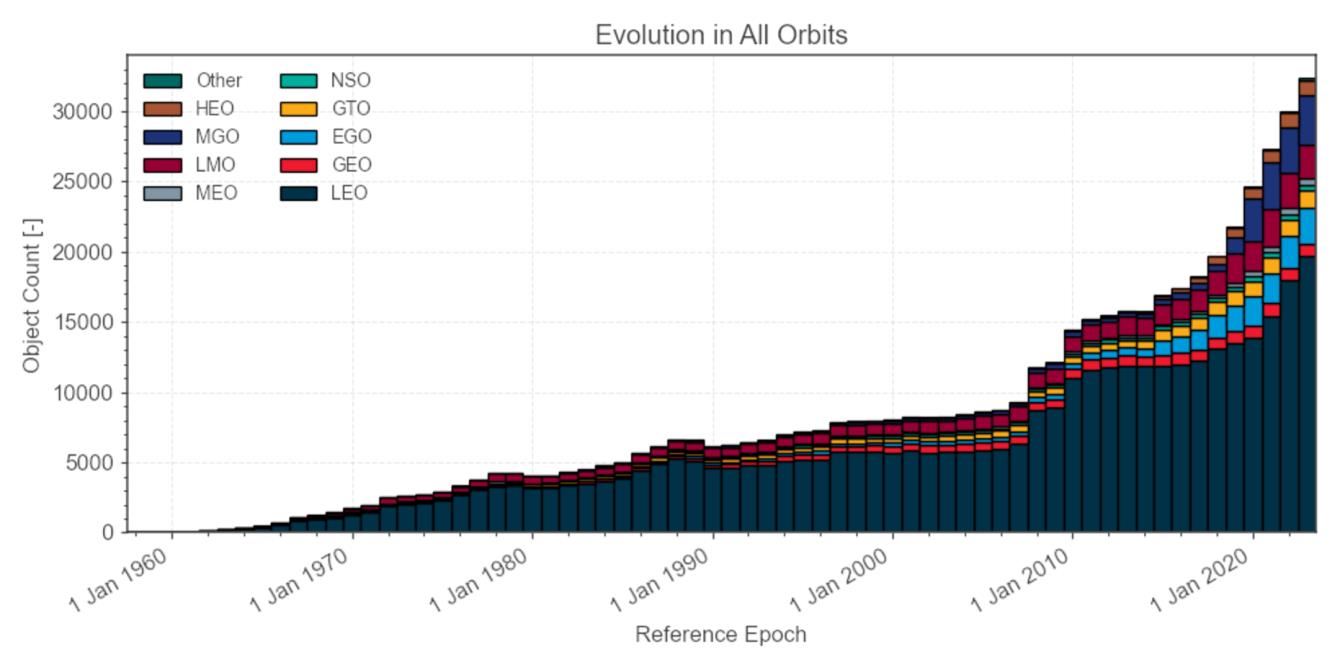 Evolution in All Orbits
Other NSO
HEO GTO
MGO EGO
LMO GEO
MEO LEO
Object Count [-]
30000
25000
20000
15000
10000
5000
0
1 Jan 1960
1 Jan 1970
1 Jan 1980
1 Jan 1990
1 Jan 2000
1 Jan 2010
1 Jan 2020
Reference Epoch